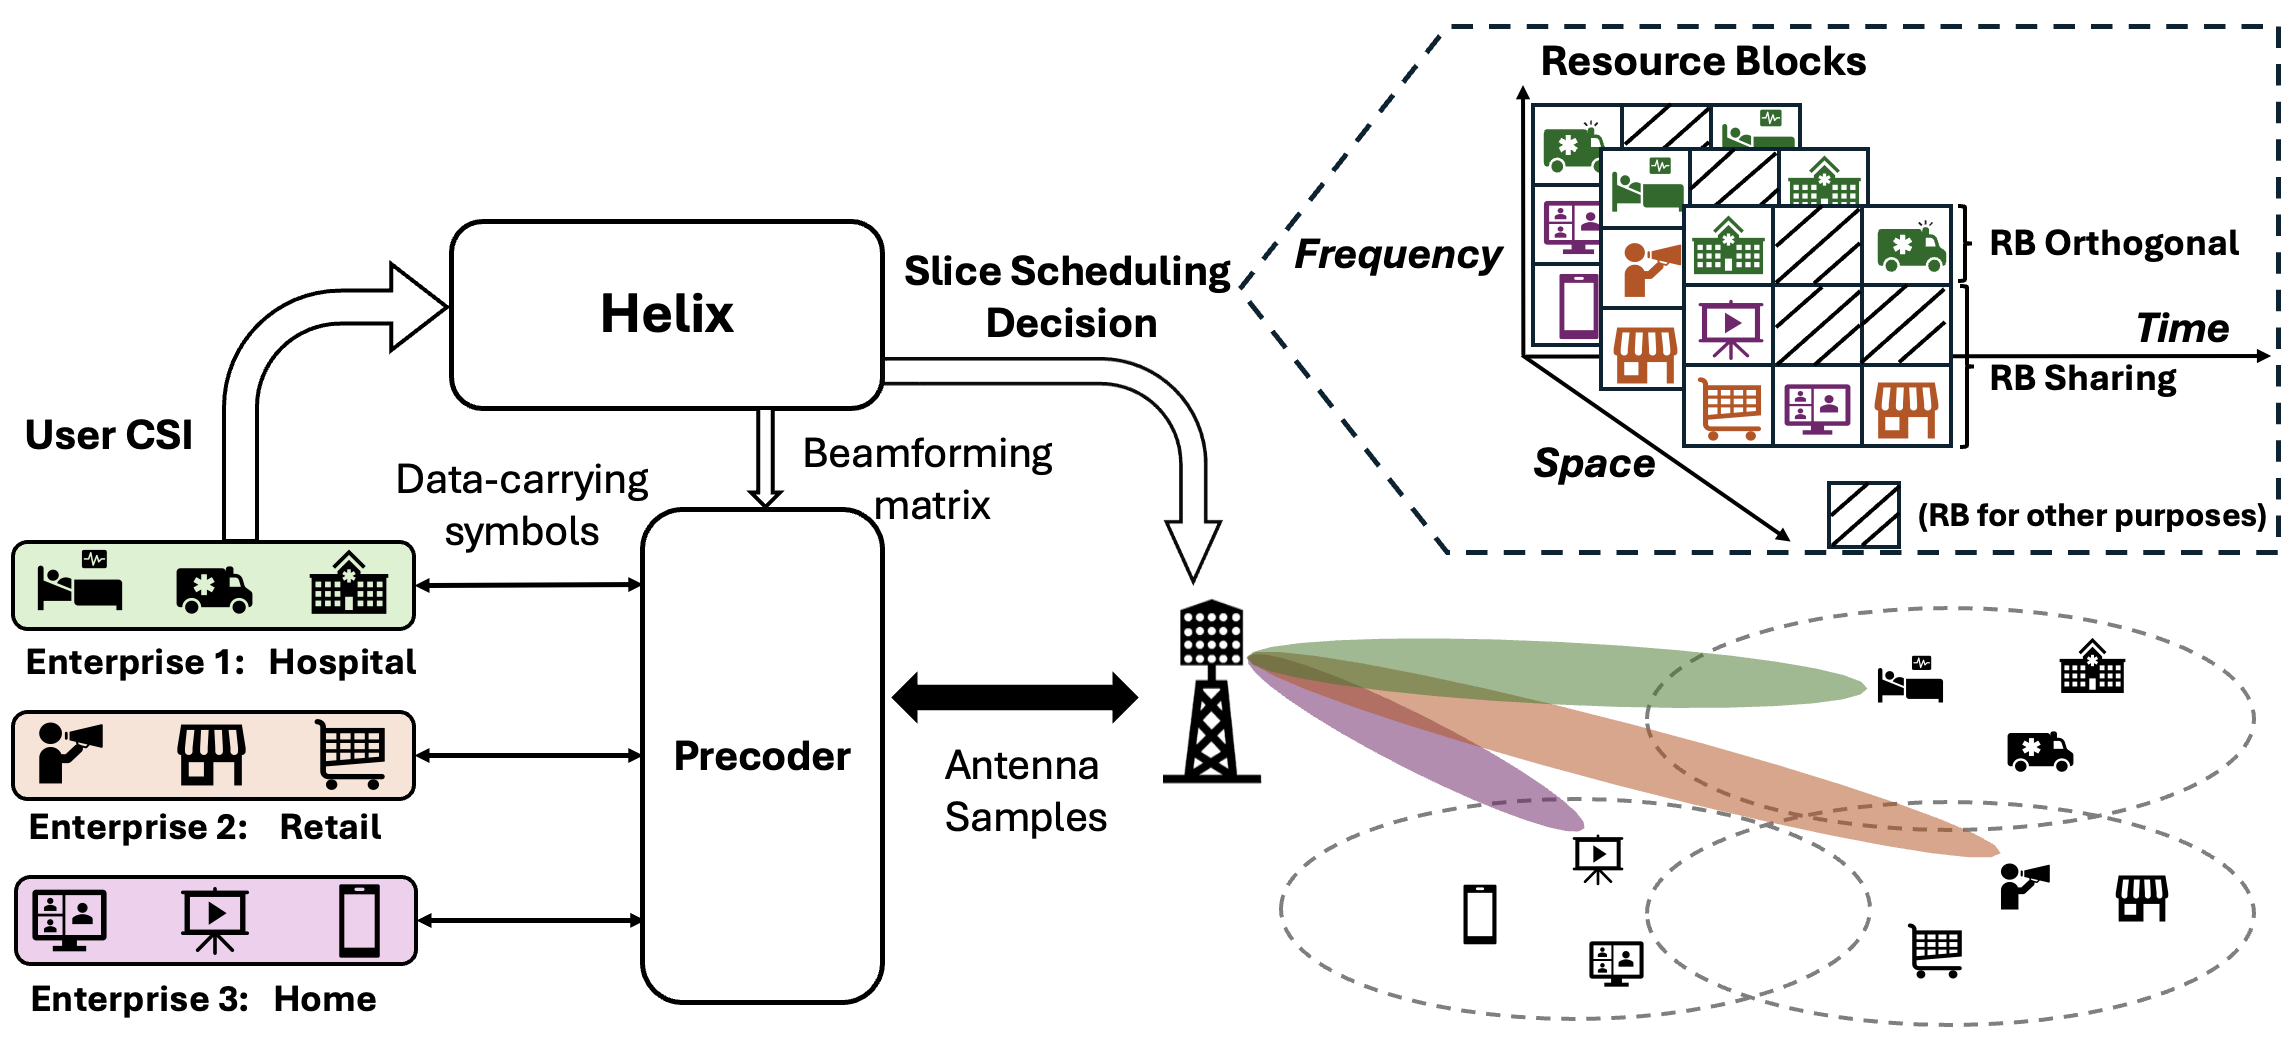 Resource Blocks
Frequency
RB Orthogonal
Time
RB Sharing
Space
(RB for other purposes)
Helix
Slice Scheduling
Decision
User CSI
Data-carrying
symbols
Beamforming
matrix
Enterprise 1: Hospital
Enterprise 2: Retail
Enterprise 3: Home
Precoder
Antenna
Samples